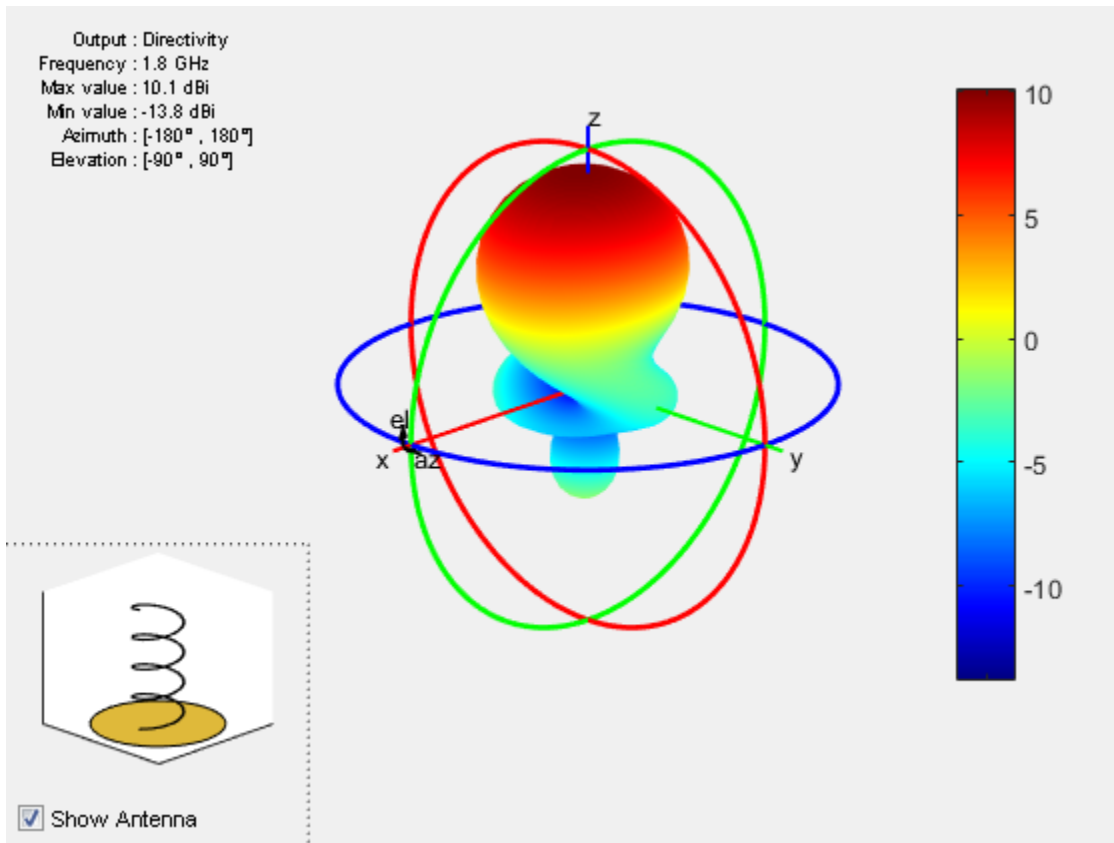 Output : Directivity
Frequency : 1.8 GHz
Max value : 10.1 dBi
Min value : -13.8 dBi
Azimuth : [-180° , 180°]
Elevation : [-90° , 90°]
z
el
x
az
y
10
5
0
-5
-10
Show Antenna